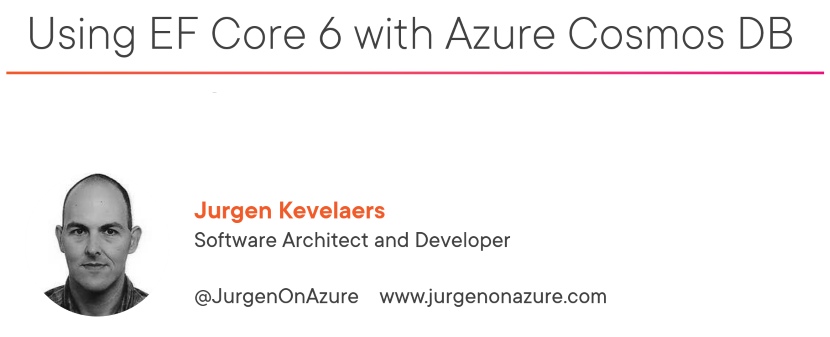 Using EF Core 6 with Azure Cosmos DB
Jurgen Kevelaers
Software Architect and Developer
@JurgenOnAzure www.jurgenonazure.com